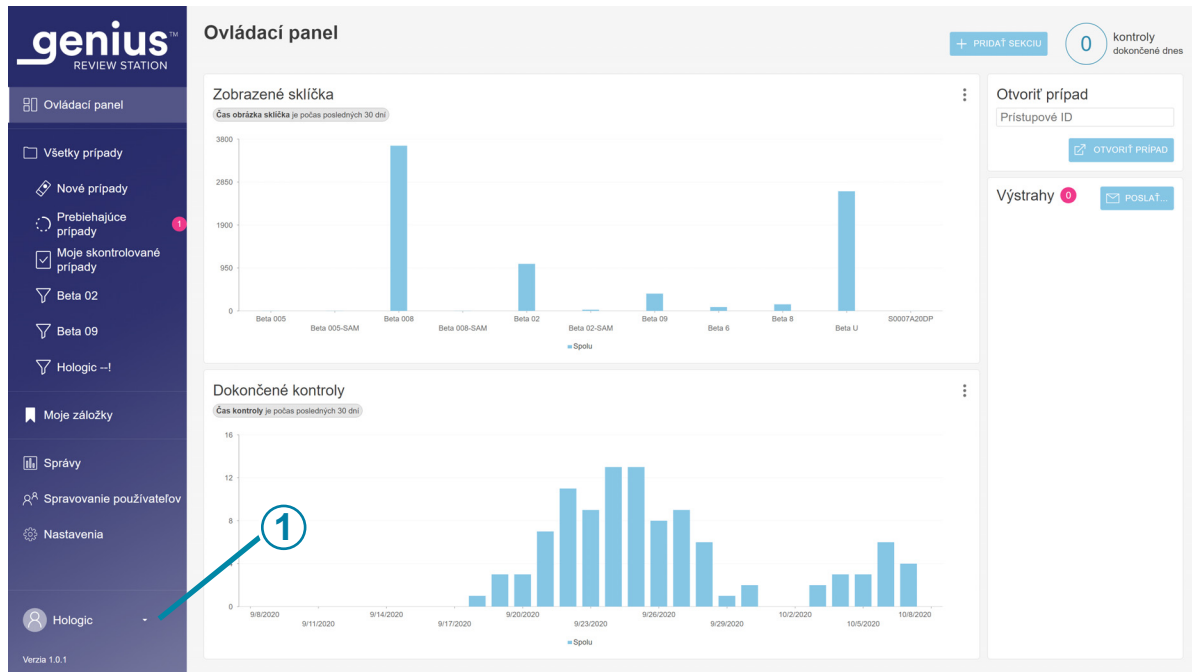 genius™
REVIEW STATION
Ovládací panel
Všetky prípady
Nové prípady
Prebiehajúce
prípady
1
Moje skontrolované
prípady
Beta 02
Beta 09
Hologic --!
Moje záložky
Správy
Spravovanie používateľov
Nastavenia
1
Hologic
Verzia 1.0.1
Ovládací panel
+ PRIDAŤ SEKCIU
0
kontroly
dokončené dnes
Zobrazené sklíčka
Čas obrázka sklíčka je počas posledných 30 dní
3800
2850
1900
950
0
Beta 005
Beta 005-SAM
Beta 008
Beta 008-SAM
Beta 02
Beta 02-SAM
Beta 09
Beta 6
Beta 8
Beta U
S0007A20DP
Spolu
Dokončené kontroly
Čas kontroly je počas posledných 30 dní
16
12
8
0
9/8/2020
9/11/2020
9/14/2020
9/17/2020
9/20/2020
9/23/2020
9/26/2020
9/29/2020
10/2/2020
10/5/2020
10/8/2020
Spolu
Otvoriť prípad
Prístupové ID
OTVORIŤ PRÍPAD
Výstrahy 0
POSLAŤ...